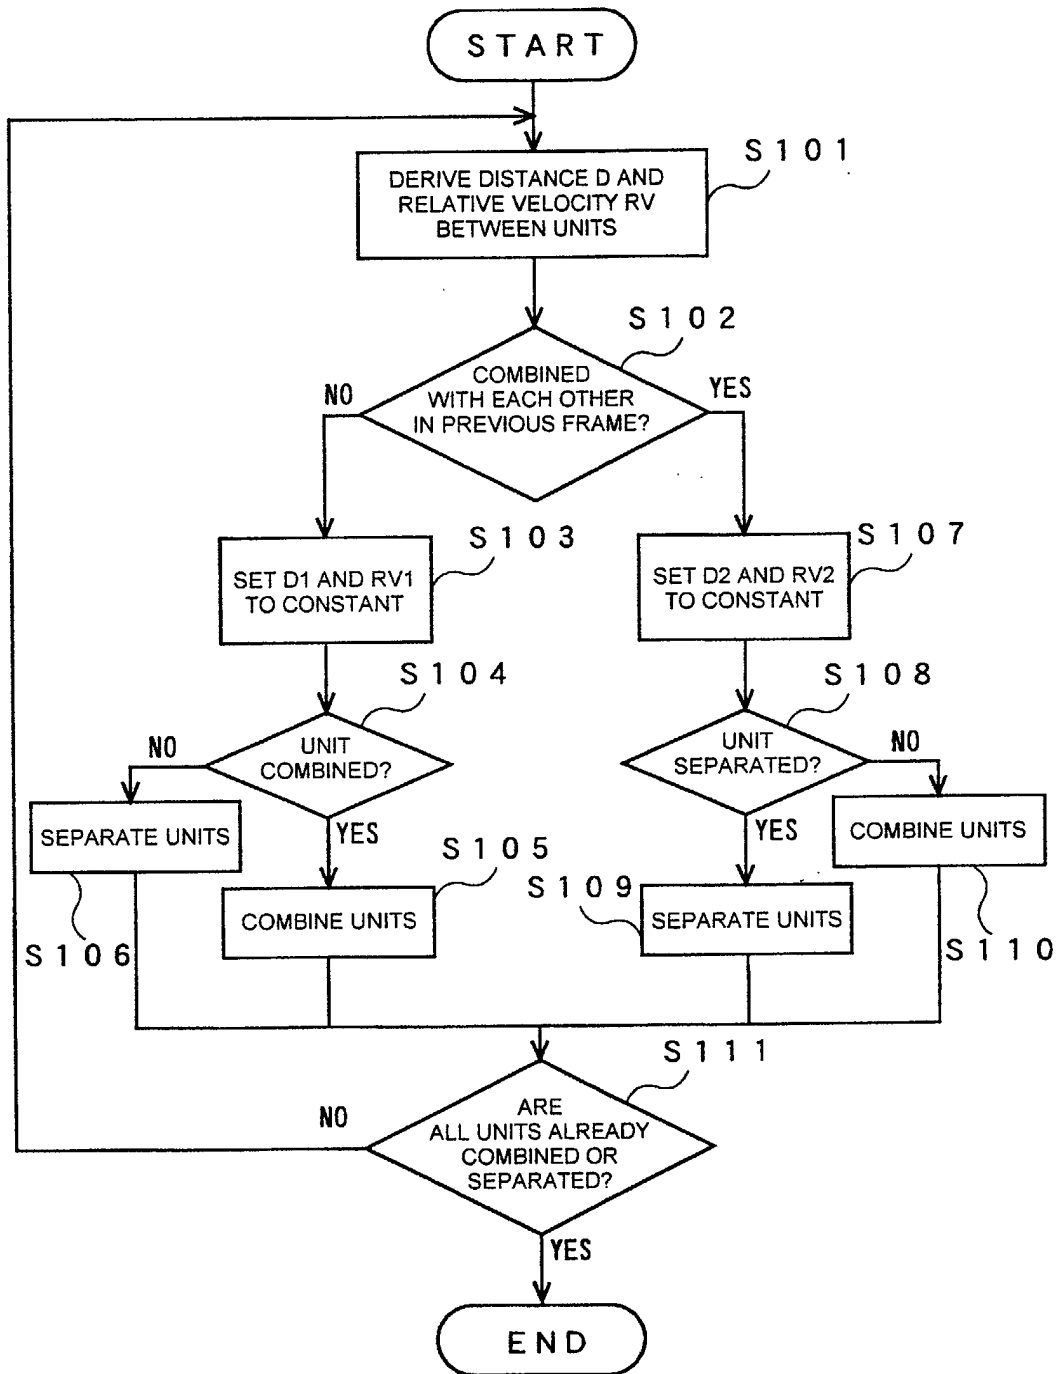 START
S101
DERIVE DISTANCE D AND
RELATIVE VELOCITY RV
BETWEEN UNITS
S102
COMBINED
WITH EACH OTHER
IN PREVIOUS FRAME?
NO
YES
S103
SET D1 AND RV1
TO CONSTANT
S107
SET D2 AND RV2
TO CONSTANT
S104
UNIT
COMBINED?
NO
YES
S108
UNIT
SEPARATED?
NO
YES
SEPARATE UNITS
S106
S105
COMBINE UNITS
S109
SEPARATE UNITS
COMBINE UNITS
S110
S111
ARE
ALL UNITS ALREADY
COMBINED OR
SEPARATED?
NO
YES
END